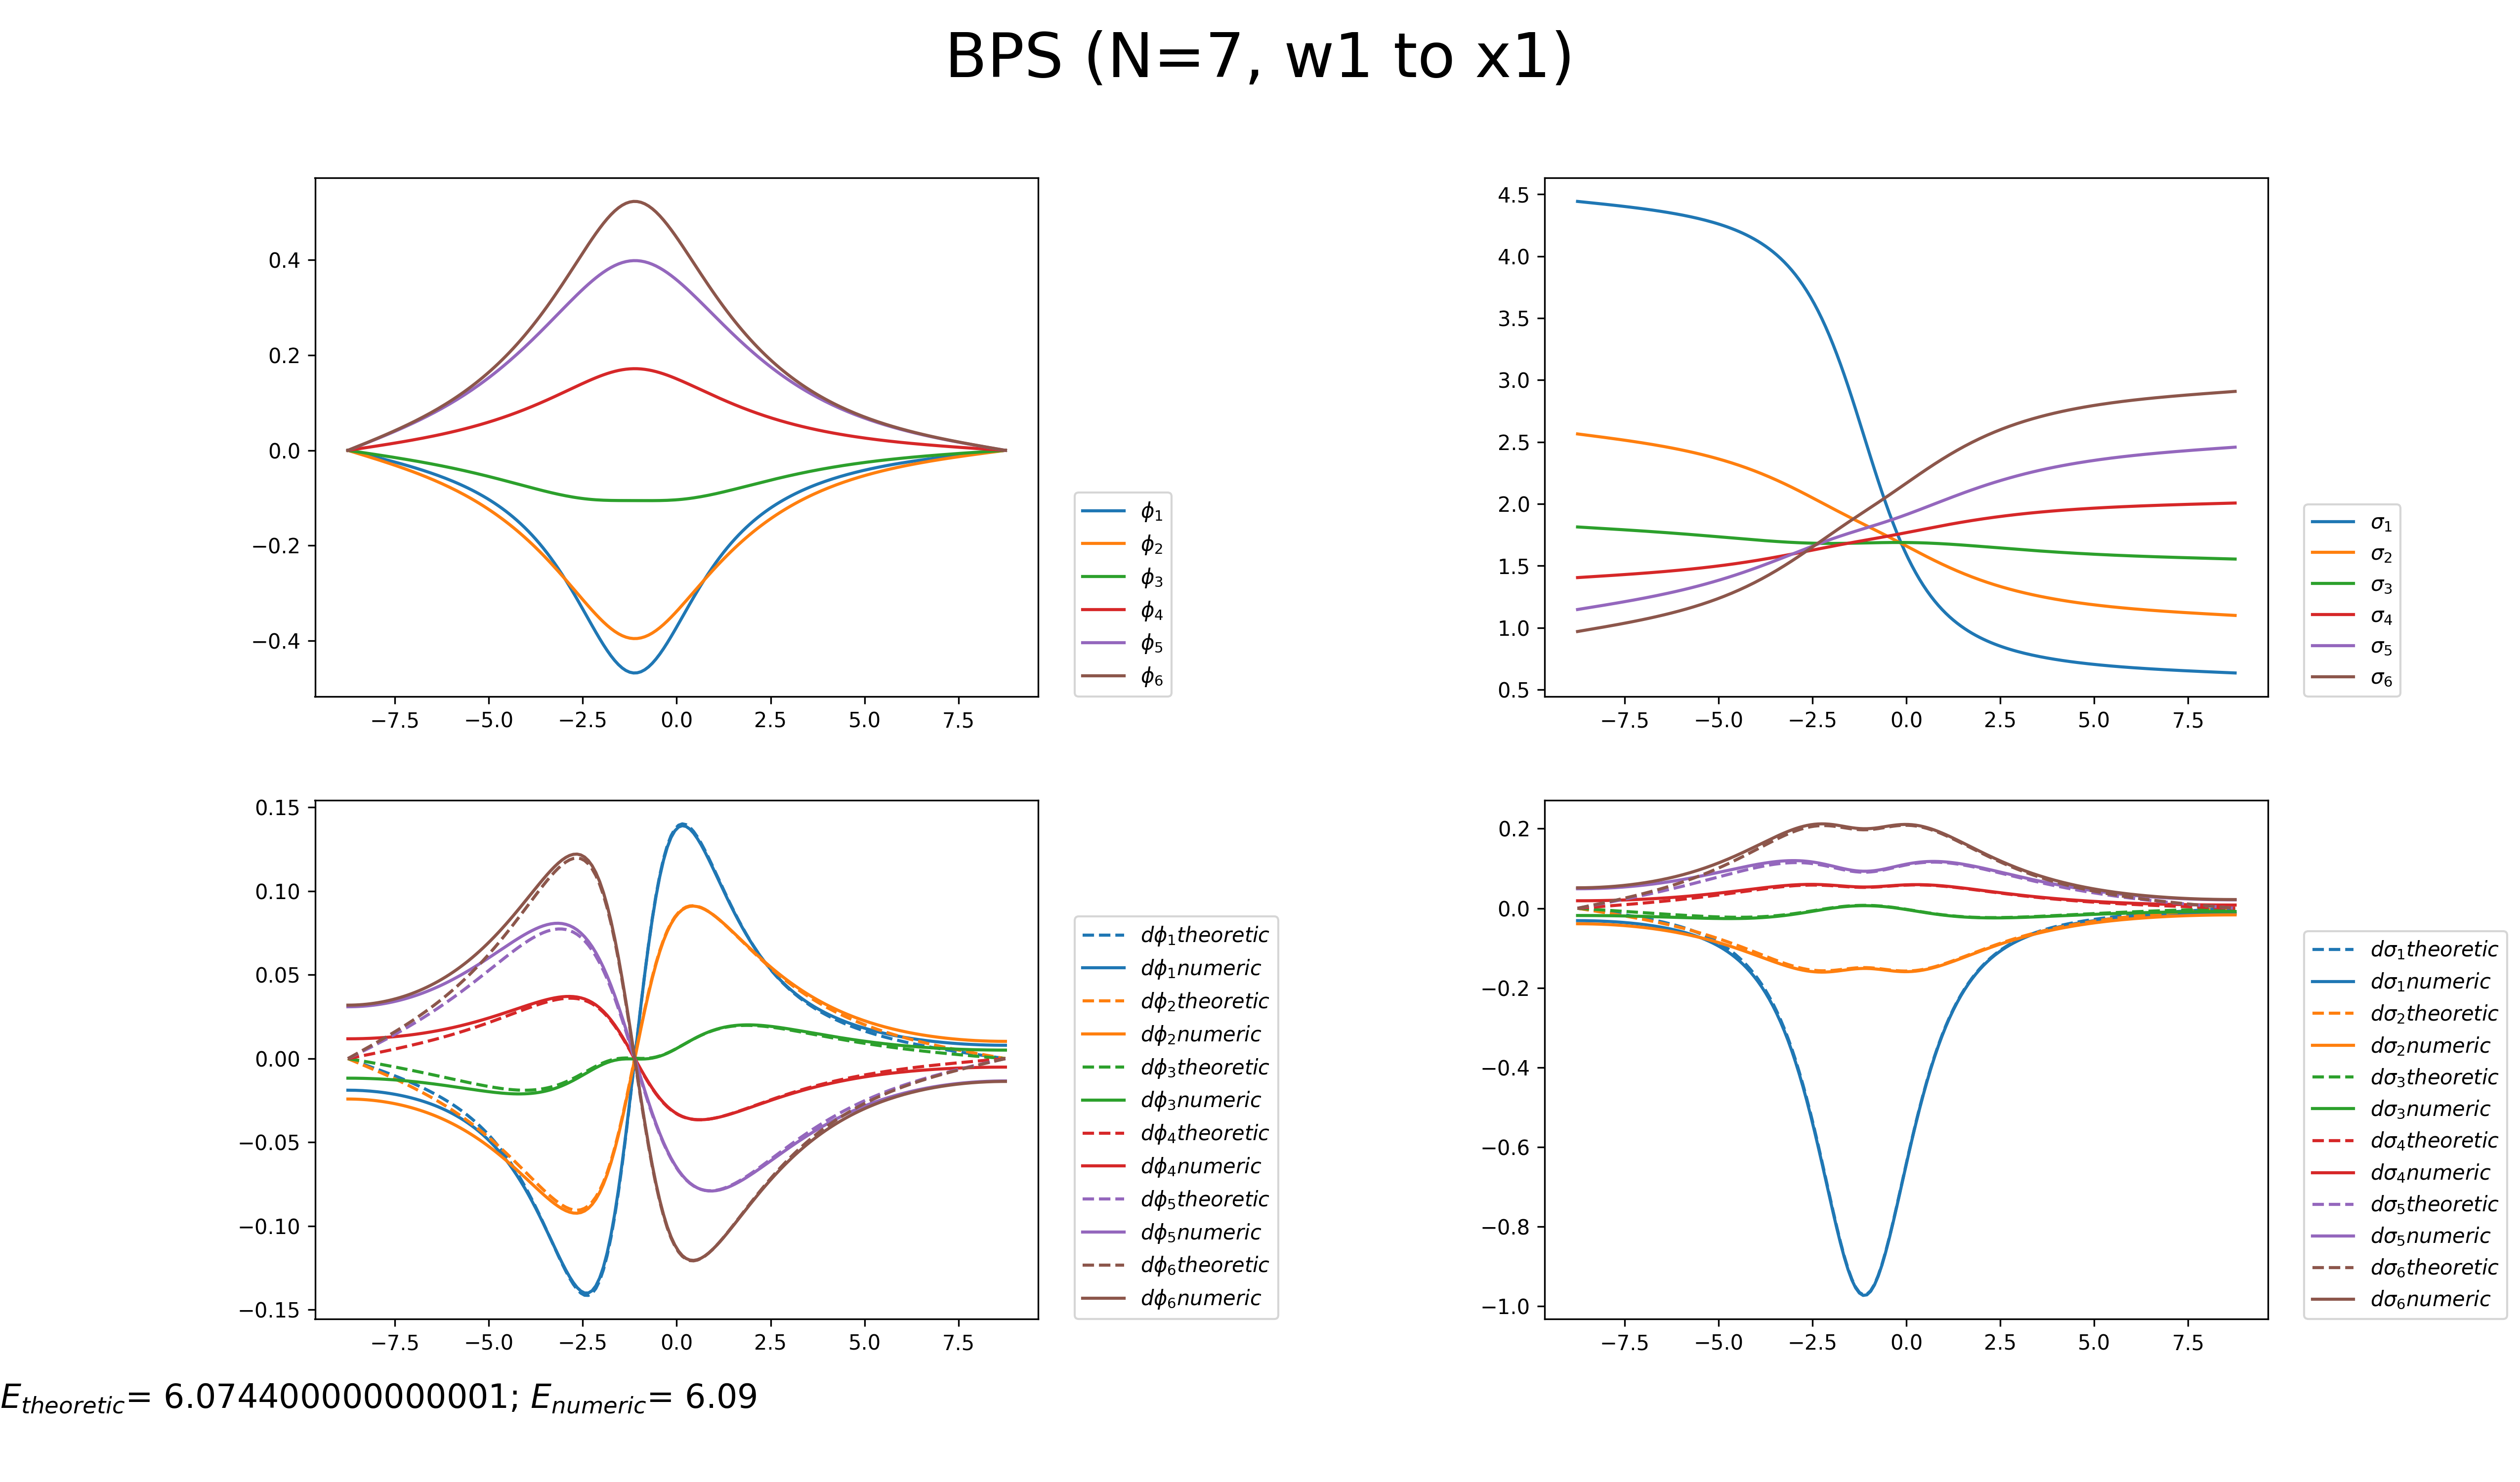 BPS (N=7, w1 to x1)
0.4
0.2
0.0
−0.2
−0.4
−7.5 −5.0 −2.5 0.0 2.5 5.0 7.5
ϕ₁
ϕ₂
ϕ₃
ϕ₄
ϕ₅
ϕ₆
4.5
4.0
3.5
3.0
2.5
2.0
1.5
1.0
0.5
−7.5 −5.0 −2.5 0.0 2.5 5.0 7.5
σ₁
σ₂
σ₃
σ₄
σ₅
σ₆
0.15
0.10
0.05
0.00
−0.05
−0.10
−0.15
−7.5 −5.0 −2.5 0.0 2.5 5.0 7.5
dϕ₁theoretic
dϕ₁numeric
dϕ₂theoretic
dϕ₂numeric
dϕ₃theoretic
dϕ₃numeric
dϕ₄theoretic
dϕ₄numeric
dϕ₅theoretic
dϕ₅numeric
dϕ₆theoretic
dϕ₆numeric
0.2
0.0
−0.2
−0.4
−0.6
−0.8
−1.0
−7.5 −5.0 −2.5 0.0 2.5 5.0 7.5
dσ₁theoretic
dσ₁numeric
dσ₂theoretic
dσ₂numeric
dσ₃theoretic
dσ₃numeric
dσ₄theoretic
dσ₄numeric
dσ₅theoretic
dσ₅numeric
dσ₆theoretic
dσ₆numeric
E_theoretic= 6.074400000000001; E_numeric= 6.09